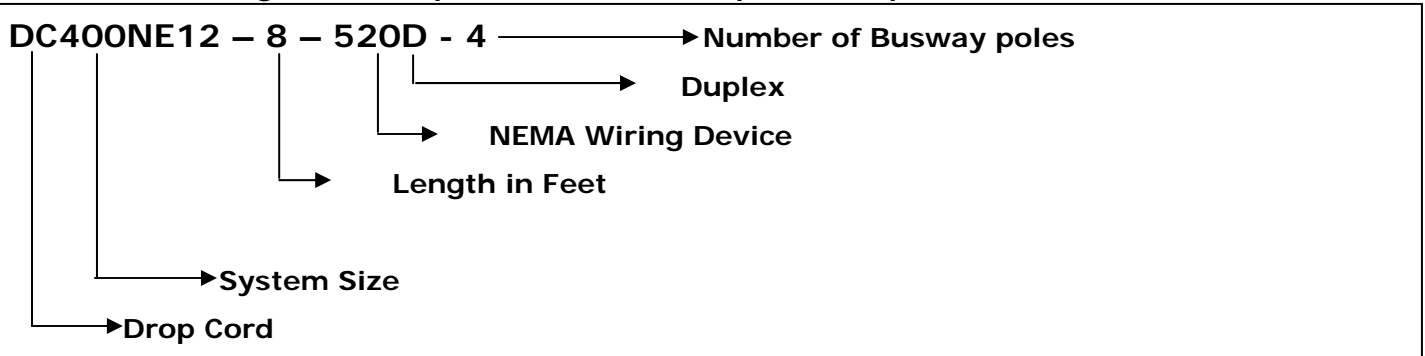 DC400NE12 – 8 – 520D - 4 Number of Busway poles
Duplex
NEMA Wiring Device
Length in Feet
System Size
Drop Cord